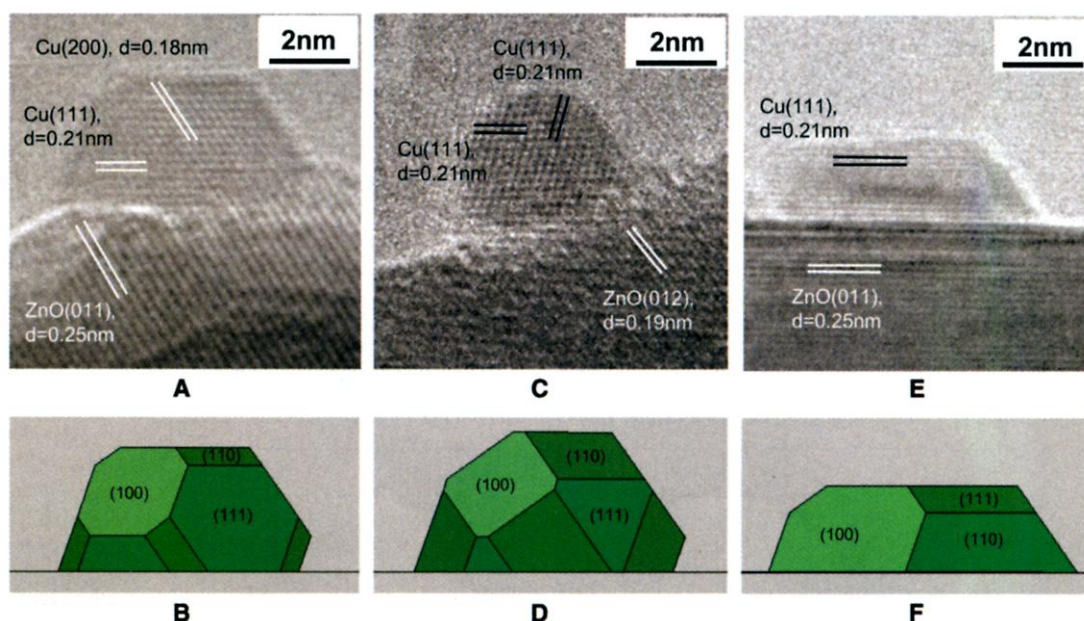 Cu(200), d=0.18nm
2nm
Cu(111),
d=0.21nm
ZnO(011),
d=0.25nm
A
Cu(111),
d=0.21nm
2nm
Cu(111),
d=0.21nm
ZnO(012),
d=0.19nm
C
2nm
Cu(111),
d=0.21nm
ZnO(011),
d=0.25nm
E
(110)
(100)
(111)
B
(110)
(100)
(111)
D
(111)
(100)
(110)
F